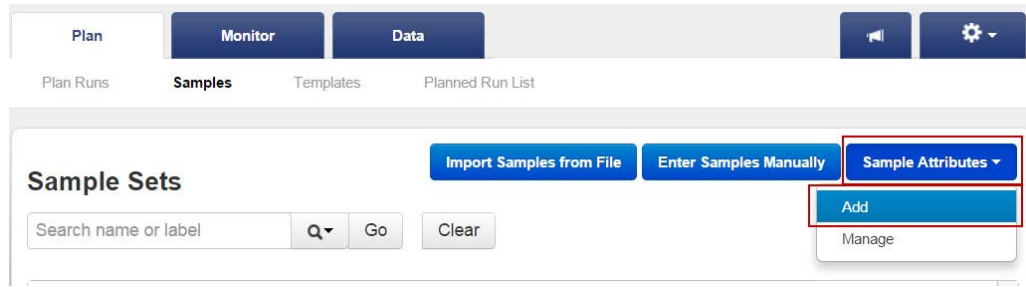 Plan Monitor Data
Plan Runs Samples Templates Planned Run List
Import Samples from File Enter Samples Manually Sample Attributes
Sample Sets
Add
Search name or label Go Clear
Manage